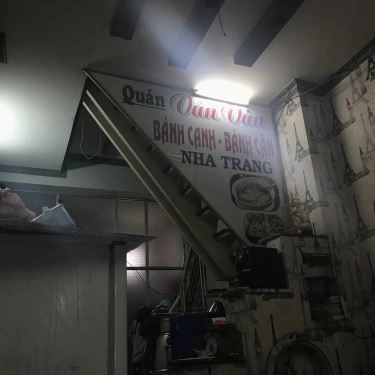 Quán Vân Vân
BÁNH CANH - BÁNH CĂN
NHA TRANG